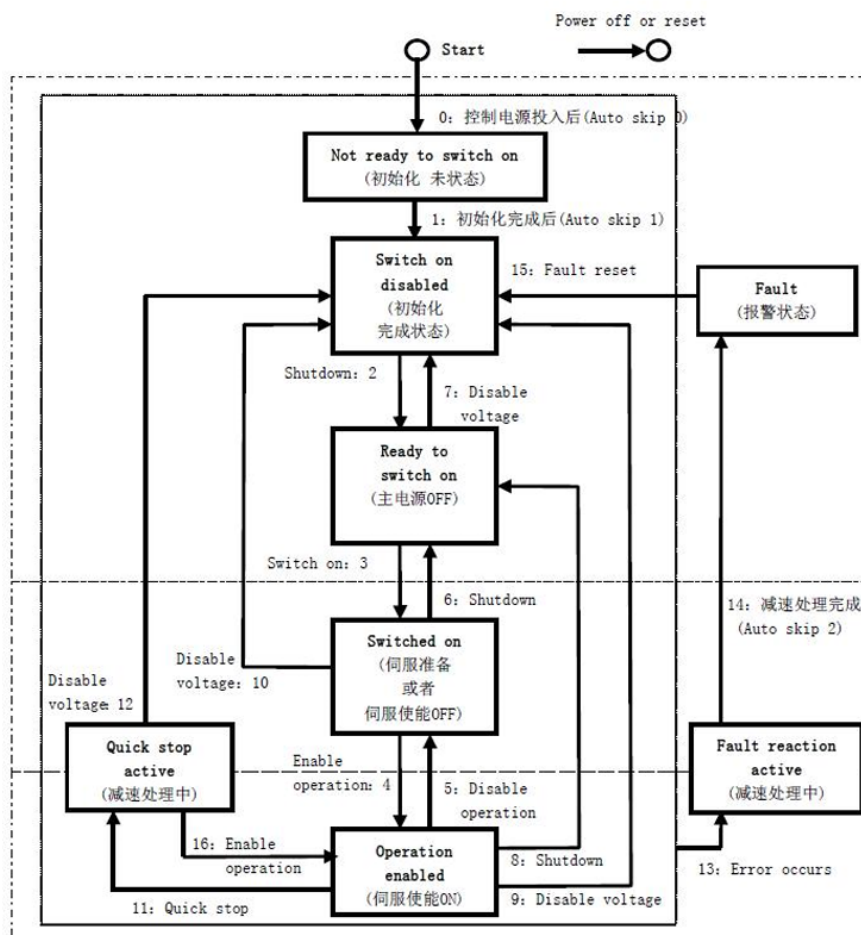 Power off or reset
Start
0: 控制电源投入后(Auto skip 0)
Not ready to switch on
(初始化 未状态)
1: 初始化完成后(Auto skip 1)
Switch on
disabled
(初始化
完成状态)
15: Fault reset
Fault
(报警状态)
Shutdown: 2
7: Disable
voltage
Ready to
switch on
(主电源OFF)
Switch on: 3
6: Shutdown
14: 减速处理完成
(Auto skip 2)
Switched on
(伺服准备
或者
伺服使能OFF)
Disable
voltage: 10
Disable
voltage: 12
Quick stop
active
(减速处理中)
Fault reaction
active
(减速处理中)
Enable
operation: 4
5: Disable
operation
16: Enable
operation
Operation
enabled
(伺服使能ON)
8: Shutdown
13: Error occurs
11: Quick stop
9: Disable voltage